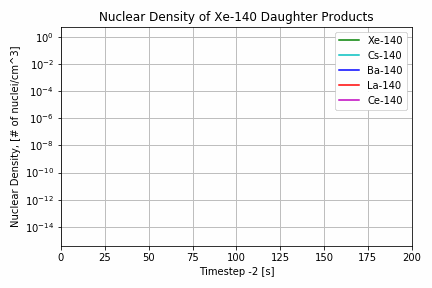 Nuclear Density of Xe-140 Daughter Products
Nuclear Density, [# of nuclei/cm^3]
10⁰
10⁻²
10⁻⁴
10⁻⁶
10⁻⁸
10⁻¹⁰
10⁻¹²
10⁻¹⁴
Xe-140
Cs-140
Ba-140
La-140
Ce-140
0 25 50 75 100 125 150 175 200
Timestep -2 [s]